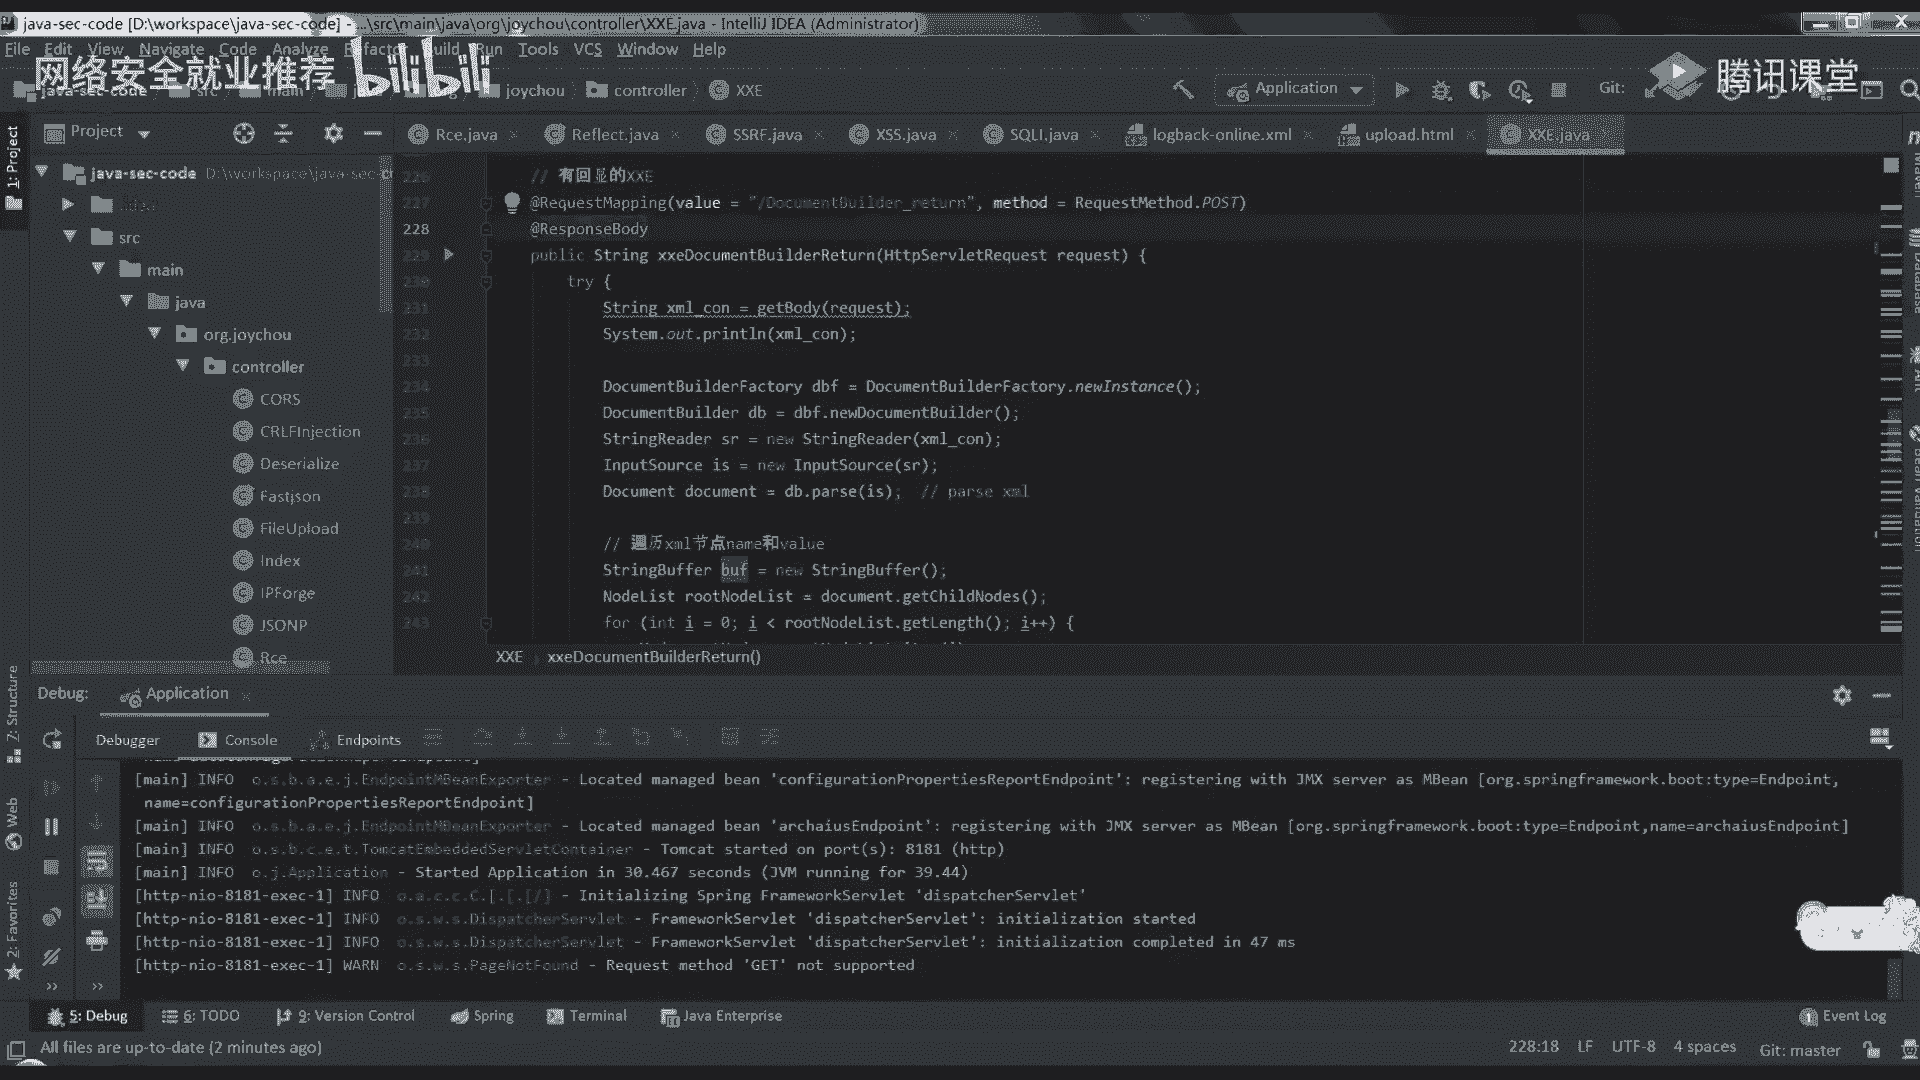 java-sec-code [D:\workspace\java-sec-code] - ...\src\main\java\org\joychou\controller\XXE.java - IntelliJ IDEA (Administrator)
File Edit View Navigate Code Analyze Refactor Build Run Tools VCS Window Help
网络安全就业推荐 bilibili
腾讯课堂
java-sec-code src main joychou controller XXE
Application Git:
1: Project
Project
Rce.java Reflect.java SSRF.java XSS.java SQLI.java logback-online.xml upload.html XXE.java
java-sec-code D:\workspace\java-sec-c
.idea
src
main
java
org.joychou
controller
CORS
CRLFInjection
Deserialize
Fastjson
FileUpload
Index
IPForge
JSONP
Rce
226 // 有回显的XXE
227 @RequestMapping(value = "/DocumentBuilder_return", method = RequestMethod.POST)
228 @ResponseBody
229 public String xxeDocumentBuilderReturn(HttpServletRequest request) {
230 try {
231 String xml_con = getBody(request);
232 System.out.println(xml_con);
233
234 DocumentBuilderFactory dbf = DocumentBuilderFactory.newInstance();
235 DocumentBuilder db = dbf.newDocumentBuilder();
236 StringReader sr = new StringReader(xml_con);
237 InputSource is = new InputSource(sr);
238 Document document = db.parse(is); // parse xml
239
240 // 遍历xml节点name和value
241 StringBuffer buf = new StringBuffer();
242 NodeList rootNodeList = document.getChildNodes();
243 for (int i = 0; i < rootNodeList.getLength(); i++) {
XXE xxeDocumentBuilderReturn()
Debug: Application
Debugger Console Endpoints
[main] INFO o.s.b.a.e.j.EndpointMBeanExporter - Located managed bean 'configurationPropertiesReportEndpoint': registering with JMX server as MBean [org.springframework.boot:type=Endpoint,
name=configurationPropertiesReportEndpoint]
[main] INFO o.s.b.a.e.j.EndpointMBeanExporter - Located managed bean 'archaiusEndpoint': registering with JMX server as MBean [org.springframework.boot:type=Endpoint,name=archaiusEndpoint]
[main] INFO o.s.b.c.e.t.TomcatEmbeddedServletContainer - Tomcat started on port(s): 8181 (http)
[main] INFO o.j.Application - Started Application in 30.467 seconds (JVM running for 39.44)
[http-nio-8181-exec-1] INFO o.a.c.c.C.[.[.[/] - Initializing Spring FrameworkServlet 'dispatcherServlet'
[http-nio-8181-exec-1] INFO o.s.w.s.DispatcherServlet - FrameworkServlet 'dispatcherServlet': initialization started
[http-nio-8181-exec-1] INFO o.s.w.s.DispatcherServlet - FrameworkServlet 'dispatcherServlet': initialization completed in 47 ms
[http-nio-8181-exec-1] WARN o.s.w.s.PageNotFound - Request method 'GET' not supported
7: Structure
Web
2: Favorites
5: Debug 6: TODO 9: Version Control Spring Terminal Java Enterprise Event Log
All files are up-to-date (2 minutes ago) 228:18 LF UTF-8 4 spaces Git: master